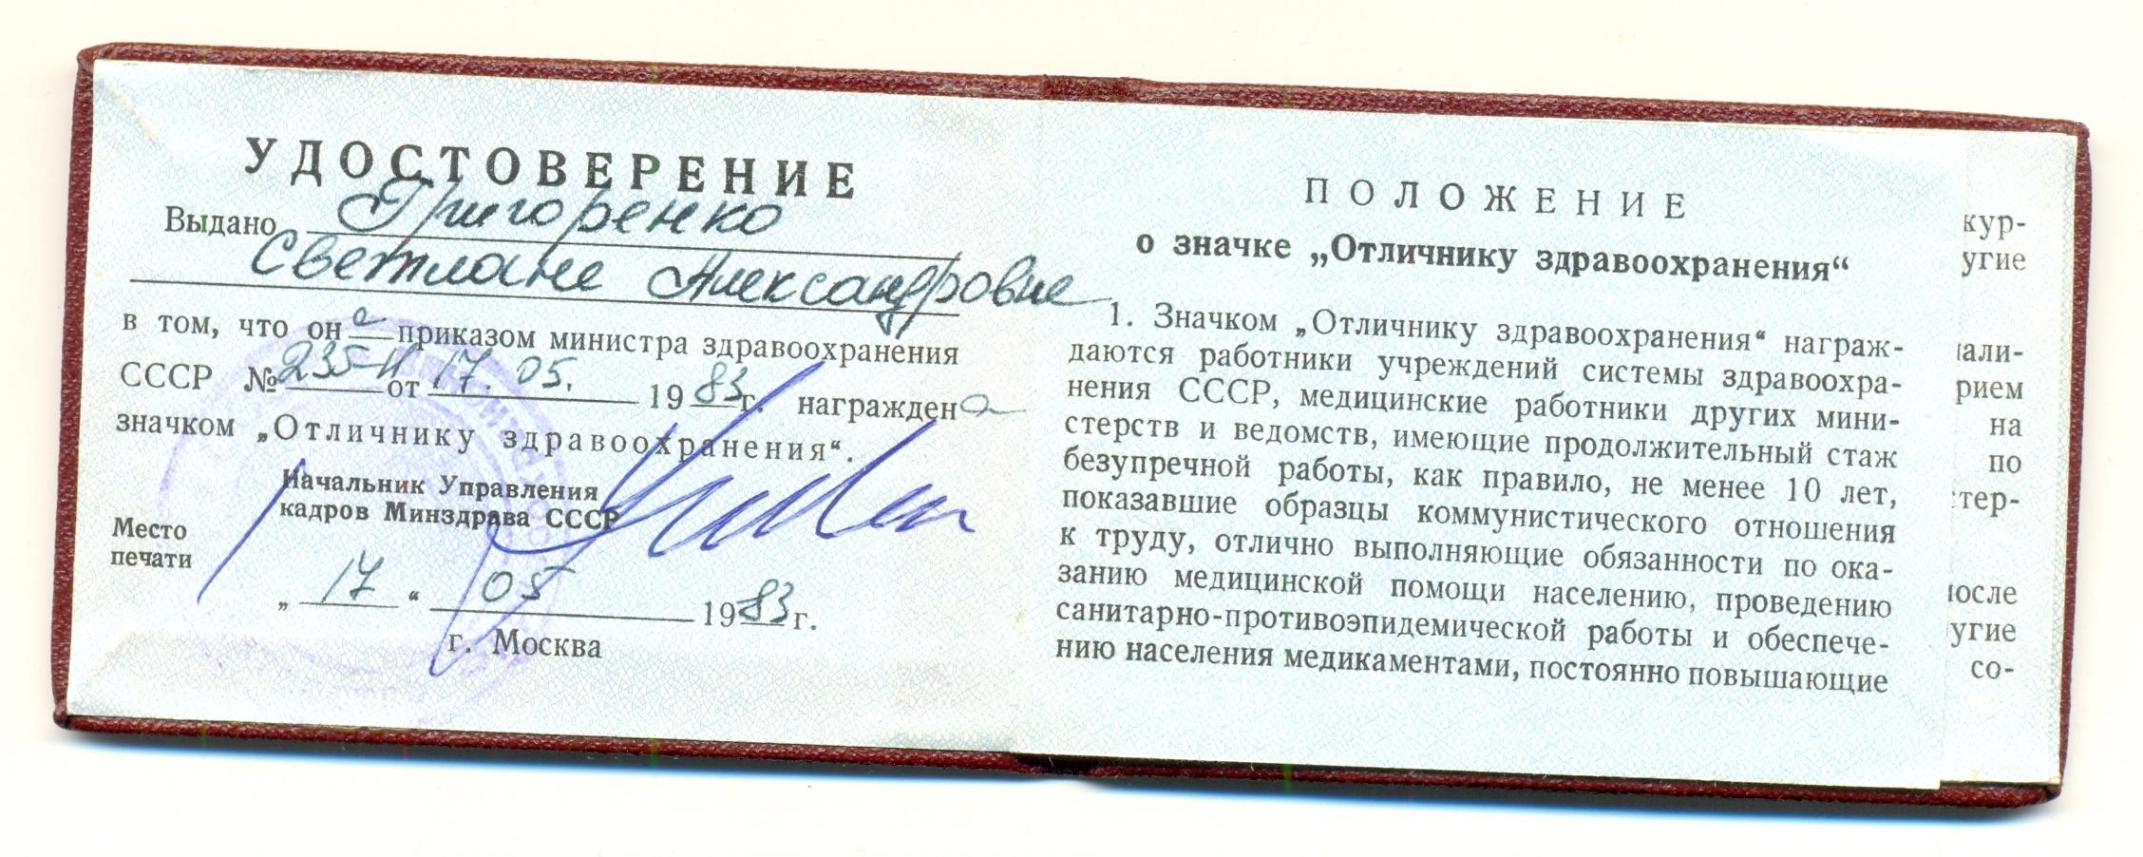 УДОСТОВЕРЕНИЕ
Выдано Григоренко
Светлане Александровне
в том, что она приказом министра здравоохранения
СССР № 235-н от 17. 05. 1983 г. награждена
значком „Отличнику здравоохранения“.
Начальник Управления
кадров Минздрава СССР
Место
печати
„ 17 “ 05 1983 г.
г. Москва
ПОЛОЖЕНИЕ
о значке „Отличнику здравоохранения“
1. Значком „Отличнику здравоохранения“ награж-
даются работники учреждений системы здравоохра-
нения СССР, медицинские работники других мини-
стерств и ведомств, имеющие продолжительный стаж
безупречной работы, как правило, не менее 10 лет,
показавшие образцы коммунистического отношения
к труду, отлично выполняющие обязанности по ока-
занию медицинской помощи населению, проведению
санитарно-противоэпидемической работы и обеспече-
нию населения медикаментами, постоянно повышающие
кур-
угие
али-
рием
на
по
тер-
после
угие
со-